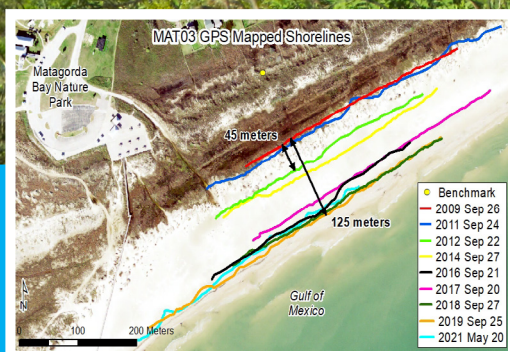 MAT03 GPS Mapped Shorelines
Matagorda
Bay Nature
Park
45 meters
125 meters
Benchmark
2009 Sep 26
2011 Sep 24
2012 Sep 22
2014 Sep 27
2016 Sep 21
2017 Sep 20
2018 Sep 27
2019 Sep 25
2021 May 20
Gulf of
Mexico
N
0 100 200 Meters